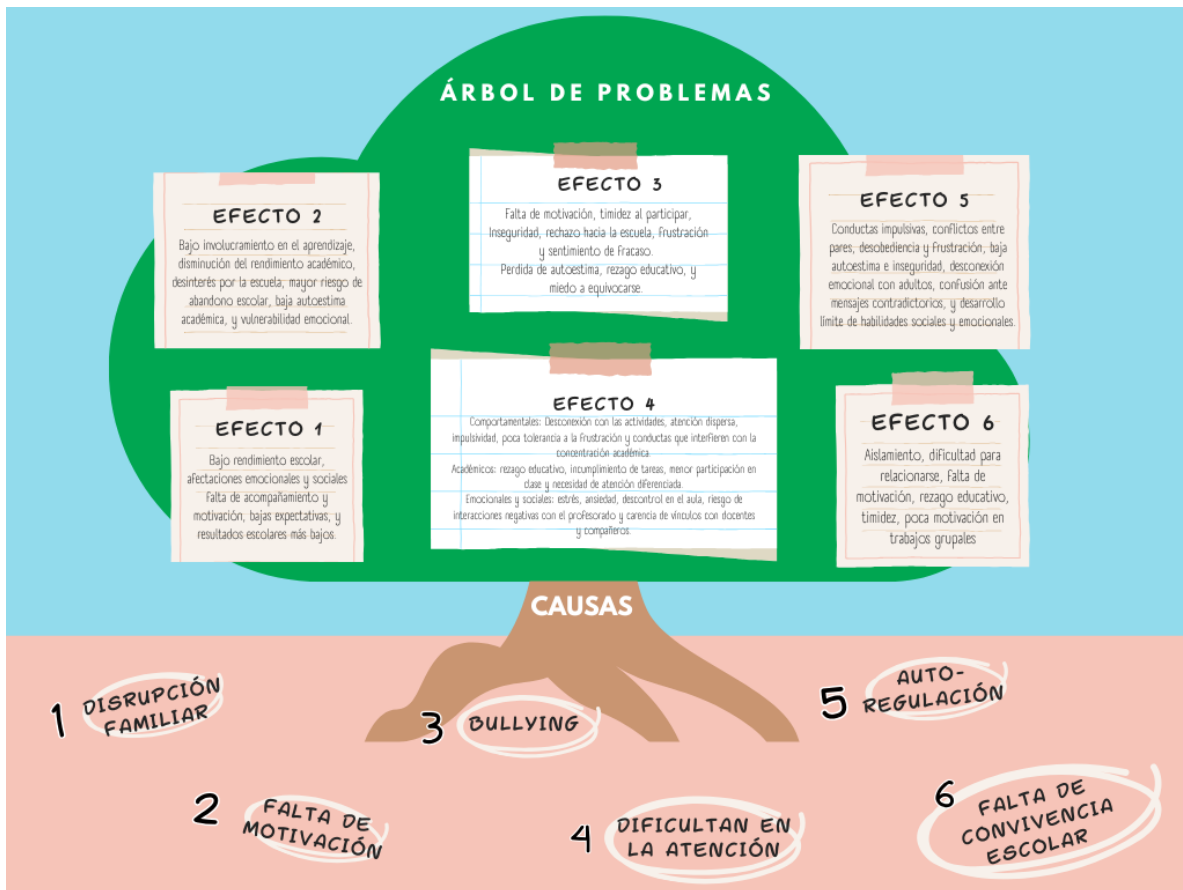 ÁRBOL DE PROBLEMAS
EFECTO 2
Bajo involucramiento en el aprendizaje,
disminución del rendimiento académico,
desinterés por la escuela, mayor riesgo de
abandono escolar, baja autoestima
académica, y vulnerabilidad emocional.
EFECTO 3
Falta de motivación, timidez al participar,
Inseguridad, rechazo hacia la escuela, frustración
y sentimiento de fracaso.
Perdida de autoestima, rezago educativo, y
miedo a equivocarse.
EFECTO 5
Conductas impulsivas, conflictos entre
pares, desobediencia y frustración, baja
autoestima e inseguridad, desconexión
emocional con adultos, confusión ante
mensajes contradictorios, y desarrollo
límite de habilidades sociales y emocionales.
EFECTO 1
Bajo rendimiento escolar,
afectaciones emocionales y sociales
falta de acompañamiento y
motivación, bajas expectativas, y
resultados escolares más bajos.
EFECTO 4
Comportamentales: Desconexión con las actividades, atención dispersa,
impulsividad, poca tolerancia a la frustración y conductas que interfieren con la
concentración académica.
Académicos: rezago educativo, incumplimiento de tareas, menor participación en
clase y necesidad de atención diferenciada.
Emocionales y sociales: estrés, ansiedad, descontrol en el aula, riesgo de
interacciones negativas con el profesorado y carencia de vínculos con docentes
y compañeros.
EFECTO 6
Aislamiento, dificultad para
relacionarse, falta de
motivación, rezago educativo,
timidez, poca motivación en
trabajos grupales
CAUSAS
1 DISRUPCIÓN
FAMILIAR
2 FALTA DE
MOTIVACIÓN
3 BULLYING
4 DIFICULTAN EN
LA ATENCIÓN
5 AUTO-
REGULACIÓN
6 FALTA DE
CONVIVENCIA
ESCOLAR